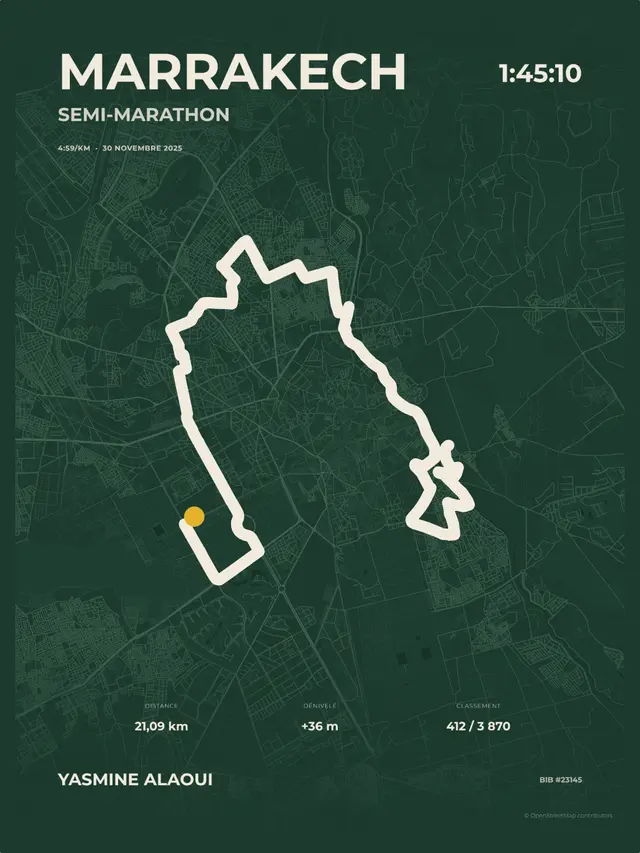 MARRAKECH
1:45:10
SEMI-MARATHON
4:59/KM · 30 NOVEMBRE 2025
DISTANCE
DÉNIVELÉ
CLASSEMENT
21,09 km
+36 m
412 / 3 870
YASMINE ALAOUI
BIB #23145
© OpenStreetMap contributors